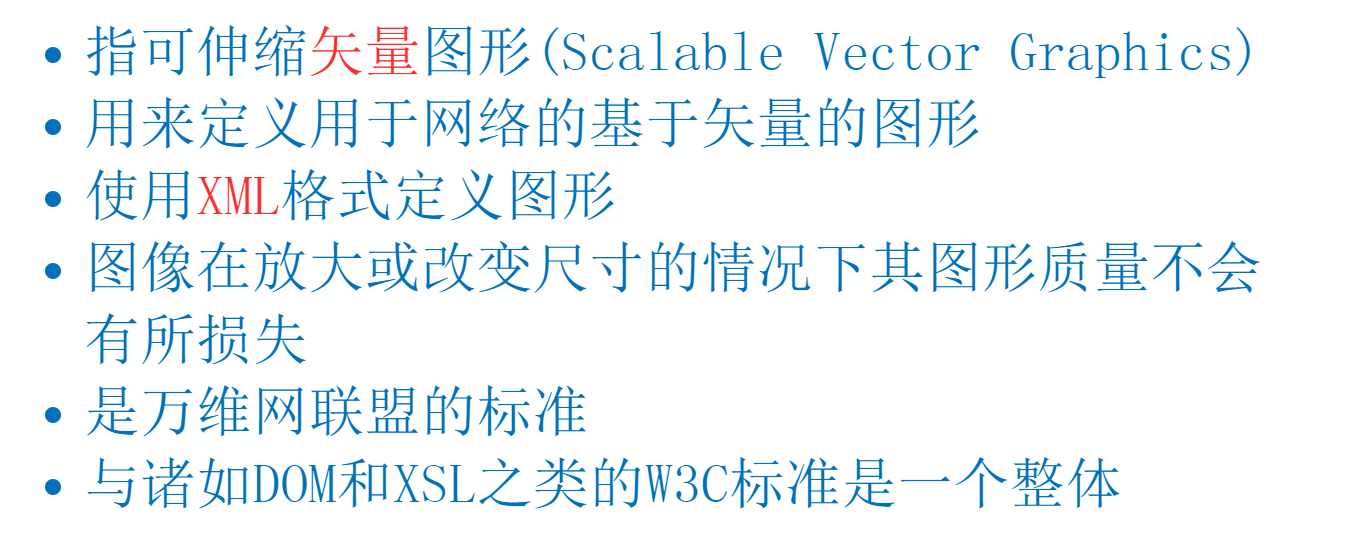 • 指可伸缩矢量图形(Scalable Vector Graphics)
• 用来定义用于网络的基于矢量的图形
• 使用XML格式定义图形
• 图像在放大或改变尺寸的情况下其图形质量不会
有所损失
• 是万维网联盟的标准
• 与诸如DOM和XSL之类的W3C标准是一个整体